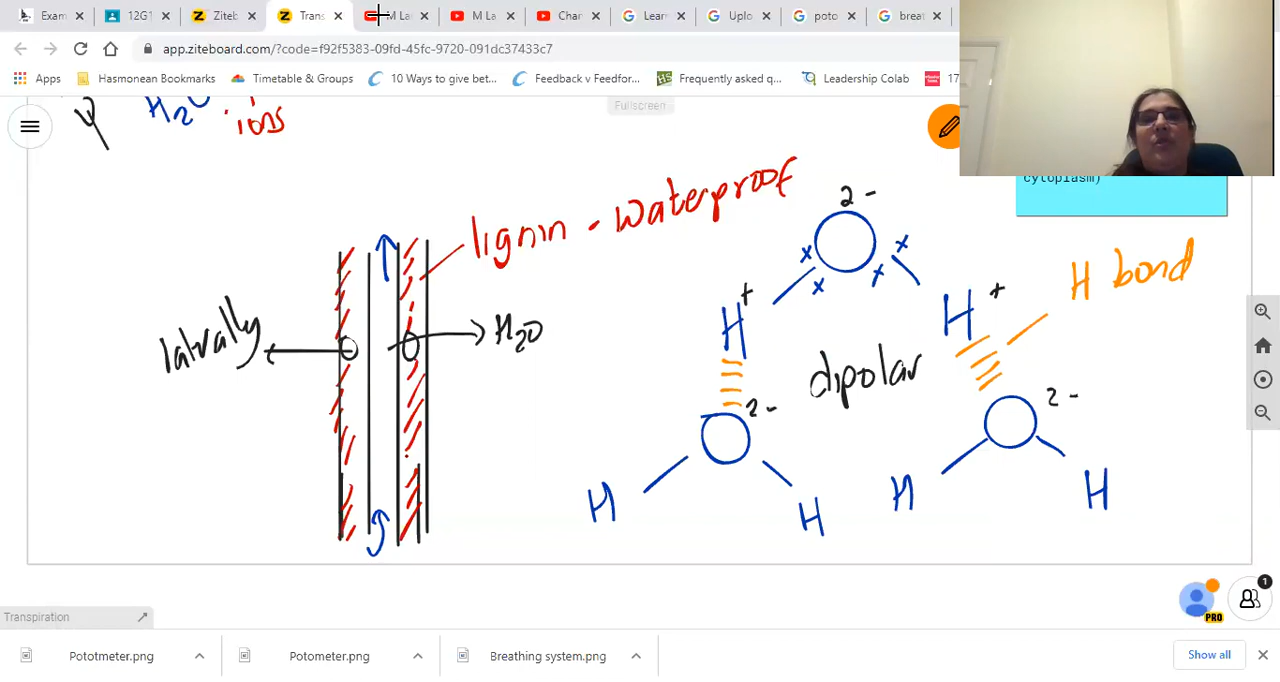 Exam
12G1
Ziteb
Trans
M La
M La
Char
Learn
Uplo
poto
breat
app.ziteboard.com/?code=f92f5383-09fd-45fc-9720-091dc37433c7
Apps
Hasmonean Bookmarks
Timetable & Groups
10 Ways to give bet...
Feedback v Feedfor...
Frequently asked q...
Leadership Colab
17
Fullscreen
H2O
ions
cytoplasm)
lignin - waterproof
2-
x x x x
H+
H+
H bond
latrally
H2O
dipolar
2-
2-
H
H
H
H
Transpiration
1
PRO
Pototmeter.png
Potometer.png
Breathing system.png
Show all